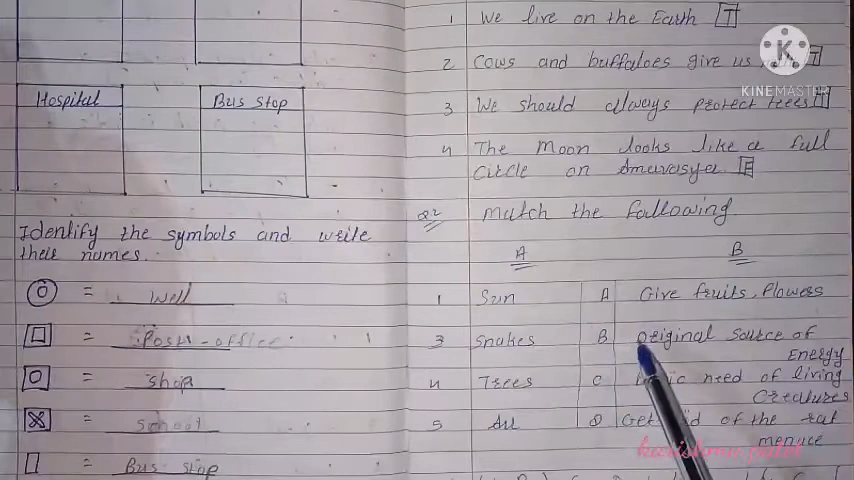 Hospital
Bus stop
Identify the symbols and write
their names.
= Well
= Post-office
= Shop
= School
= Bus stop
1 We live on the Earth T
2 Cows and buffaloes give us T
3 We should always protect trees T
4 The Moon looks like a full
Circle on Amavasya F
Q2 Match the following
A B
1 Sun A Give fruits, Flowers
3 Snakes B Original Source of
Energy
4 Trees C need of living
Creatures
5 D Get of the rat
menace
K
KINEMASTER